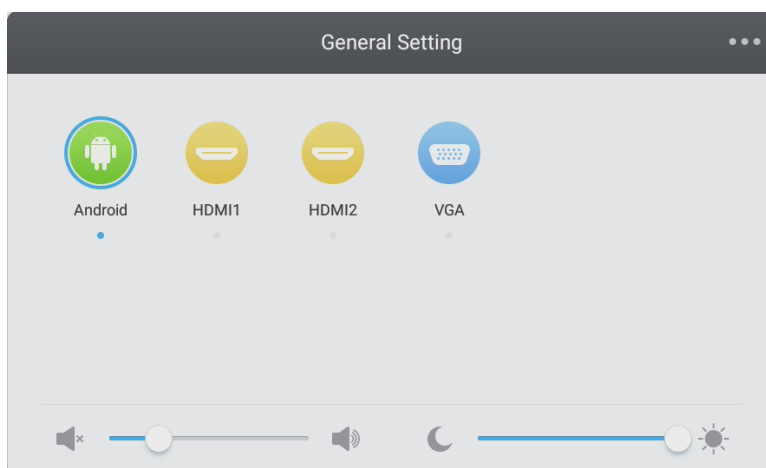 General Setting
Android
HDMI1
HDMI2
VGA